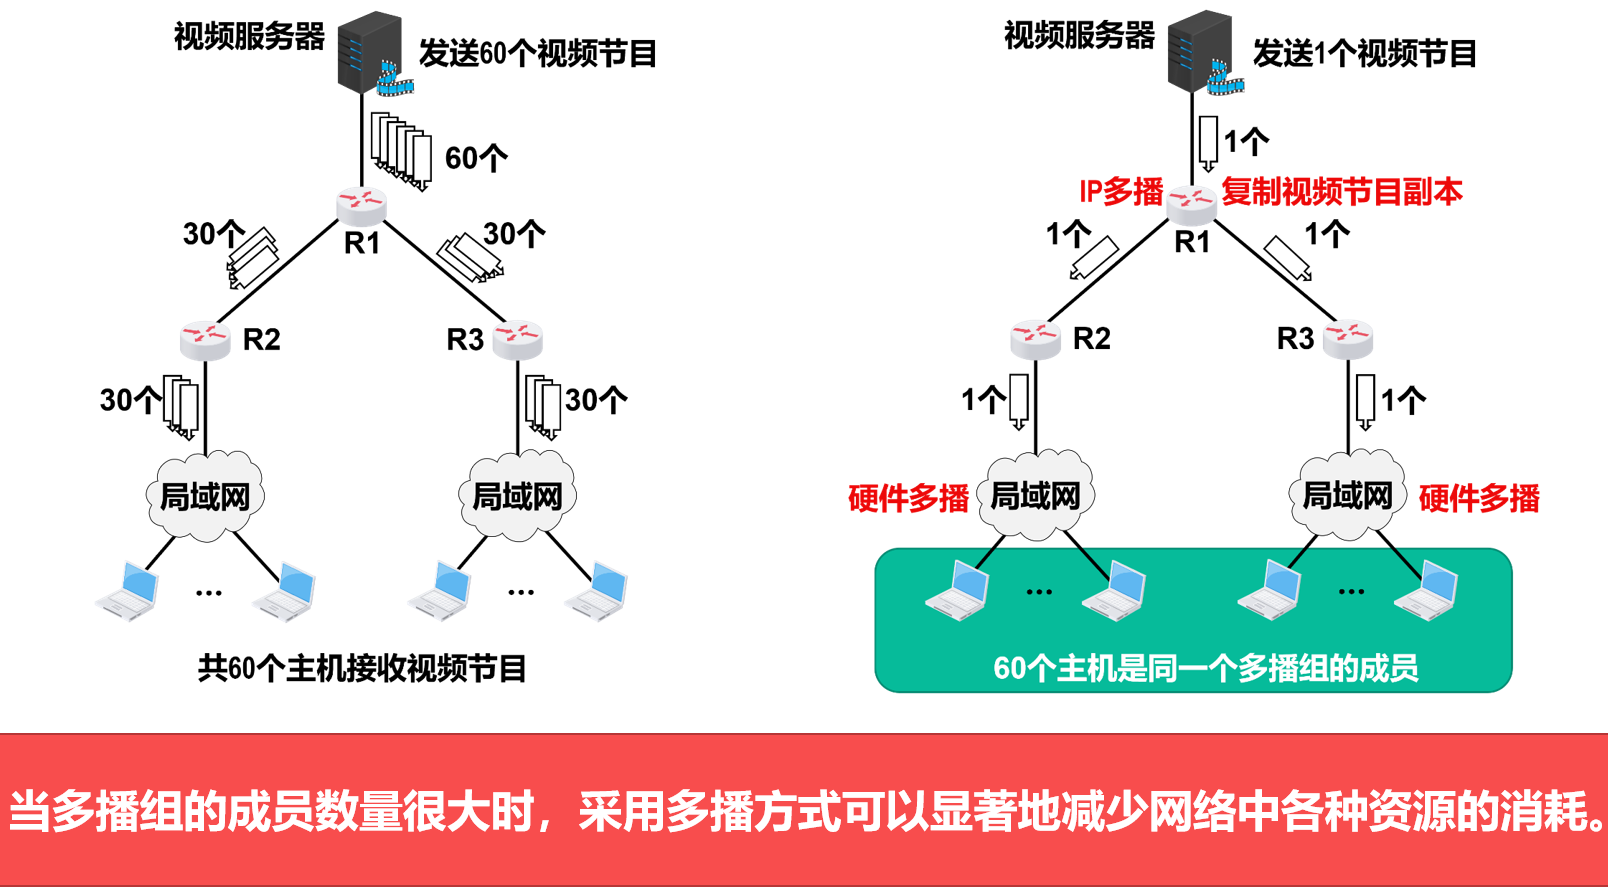 视频服务器
发送60个视频节目
60个
R1
30个
30个
R2
R3
30个
30个
局域网
局域网
...
...
共60个主机接收视频节目
视频服务器
发送1个视频节目
1个
IP多播
复制视频节目副本
R1
1个
1个
R2
R3
1个
1个
硬件多播
局域网
局域网
硬件多播
...
...
60个主机是同一个多播组的成员
当多播组的成员数量很大时，采用多播方式可以显著地减少网络中各种资源的消耗。